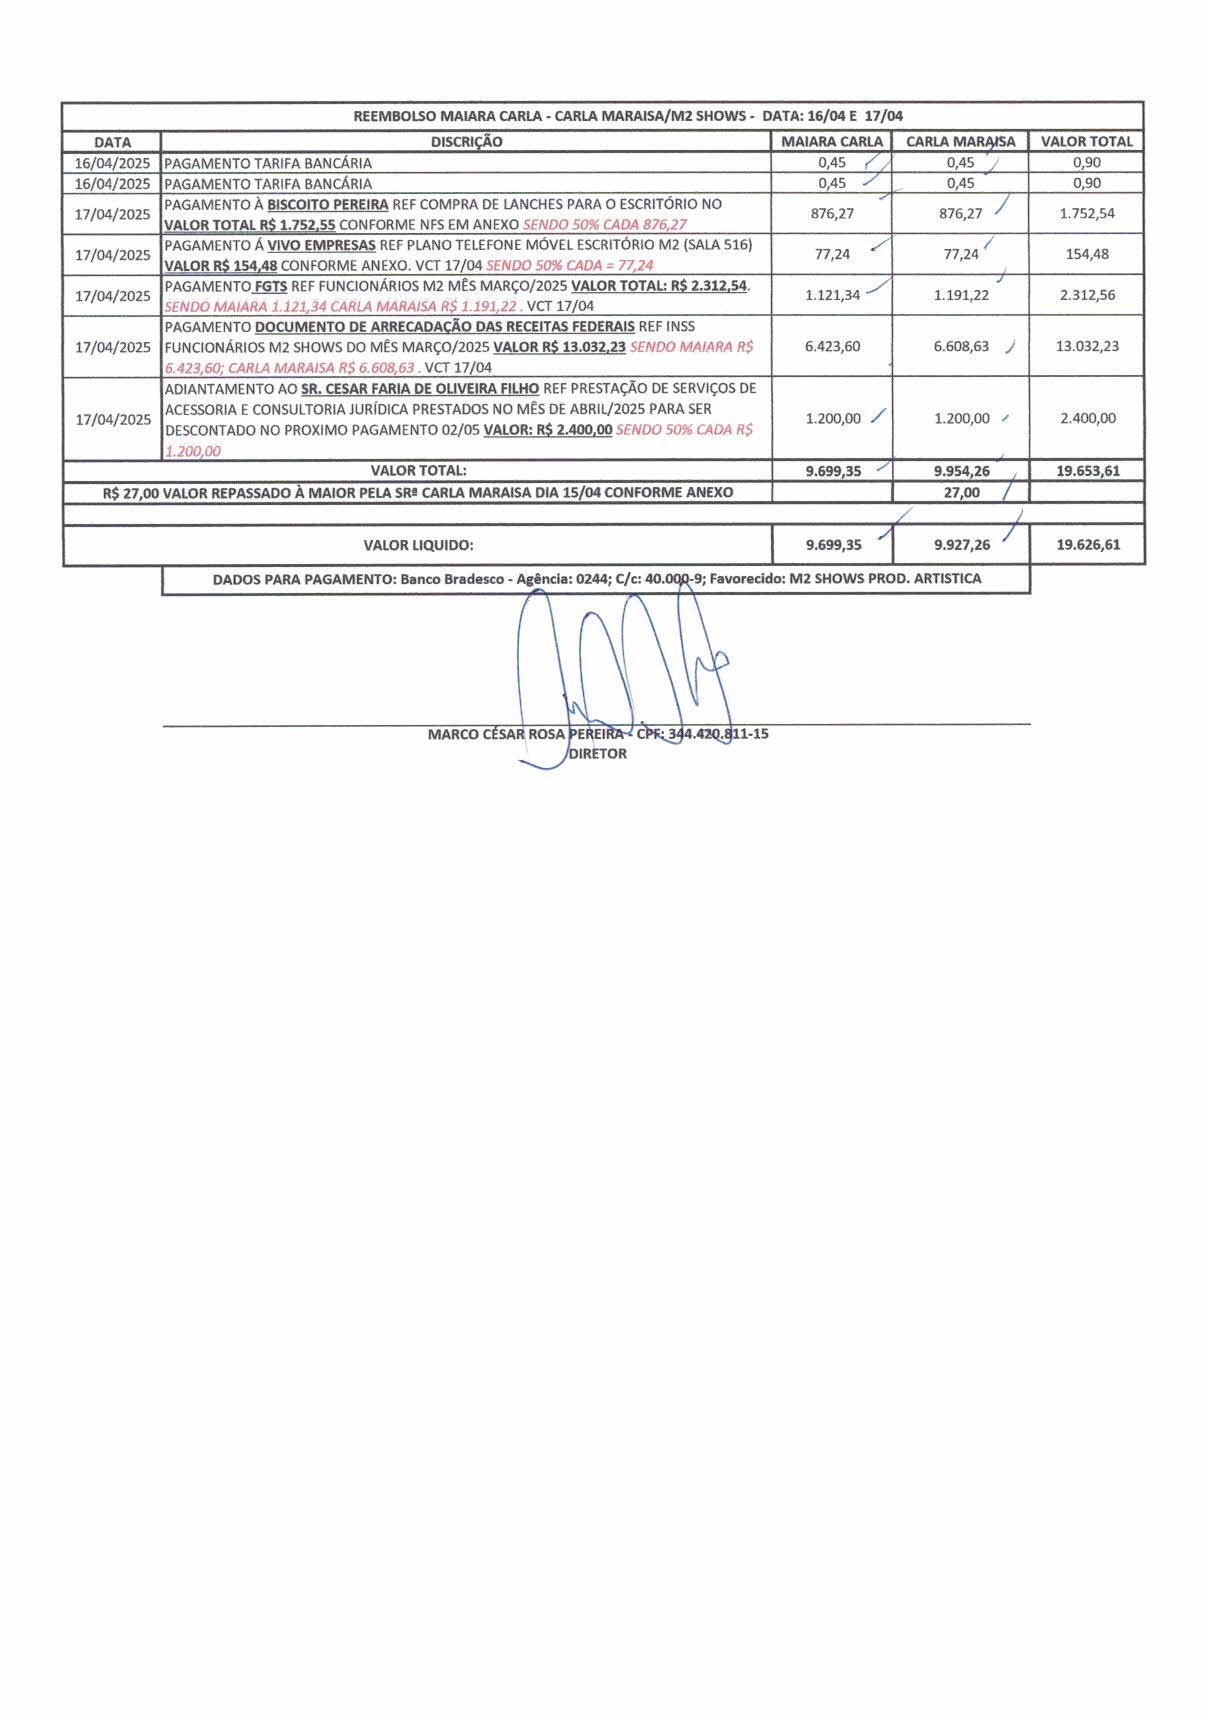 REEMBOLSO MAIARA CARLA - CARLA MARAISA/M2 SHOWS - DATA: 16/04 E 17/04
DATA DISCRIÇÃO MAIARA CARLA CARLA MARAISA VALOR TOTAL
16/04/2025 PAGAMENTO TARIFA BANCÁRIA 0,45 0,45 0,90
16/04/2025 PAGAMENTO TARIFA BANCÁRIA 0,45 0,45 0,90
17/04/2025 PAGAMENTO À BISCOITO PEREIRA REF COMPRA DE LANCHES PARA O ESCRITÓRIO NO
VALOR TOTAL R$ 1.752,55 CONFORME NFS EM ANEXO SENDO 50% CADA 876,27 876,27 876,27 1.752,54
17/04/2025 PAGAMENTO Á VIVO EMPRESAS REF PLANO TELEFONE MÓVEL ESCRITÓRIO M2 (SALA 516)
VALOR R$ 154,48 CONFORME ANEXO. VCT 17/04 SENDO 50% CADA = 77,24 77,24 77,24 154,48
17/04/2025 PAGAMENTO FGTS REF FUNCIONÁRIOS M2 MÊS MARÇO/2025 VALOR TOTAL: R$ 2.312,54.
SENDO MAIARA 1.121,34 CARLA MARAISA R$ 1.191,22 . VCT 17/04 1.121,34 1.191,22 2.312,56
PAGAMENTO DOCUMENTO DE ARRECADAÇÃO DAS RECEITAS FEDERAIS REF INSS
17/04/2025 FUNCIONÁRIOS M2 SHOWS DO MÊS MARÇO/2025 VALOR R$ 13.032,23 SENDO MAIARA R$ 6.423,60 6.608,63 13.032,23
6.423,60; CARLA MARAISA R$ 6.608,63 . VCT 17/04
ADIANTAMENTO AO SR. CESAR FARIA DE OLIVEIRA FILHO REF PRESTAÇÃO DE SERVIÇOS DE
17/04/2025 ACESSORIA E CONSULTORIA JURÍDICA PRESTADOS NO MÊS DE ABRIL/2025 PARA SER 1.200,00 1.200,00 2.400,00
DESCONTADO NO PROXIMO PAGAMENTO 02/05 VALOR: R$ 2.400,00 SENDO 50% CADA R$
1.200,00
VALOR TOTAL: 9.699,35 9.954,26 19.653,61
R$ 27,00 VALOR REPASSADO À MAIOR PELA SRª CARLA MARAISA DIA 15/04 CONFORME ANEXO 27,00
VALOR LIQUIDO: 9.699,35 9.927,26 19.626,61
DADOS PARA PAGAMENTO: Banco Bradesco - Agência: 0244; C/c: 40.000-9; Favorecido: M2 SHOWS PROD. ARTISTICA
MARCO CÉSAR ROSA PEREIRA - CPF: 344.420.811-15
DIRETOR